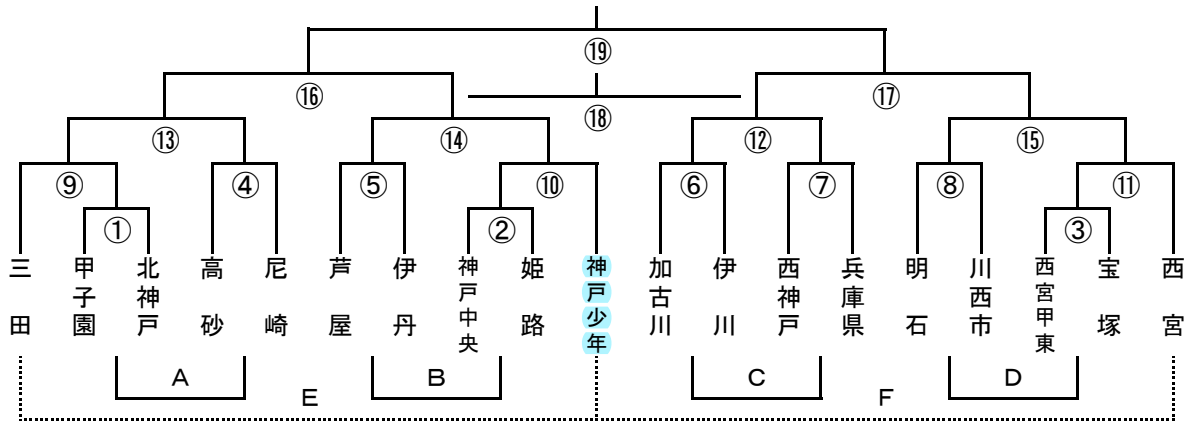 ⑲
⑯ ⑱ ⑰
⑬ ⑭ ⑫ ⑮
⑨ ④ ⑤ ⑩ ⑥ ⑦ ⑧ ⑪
① ② ③
三田 甲子園 北神戸 高砂 尼崎 芦屋 伊丹 神戸中央 姫路 神戸少年 加古川 伊川 西神戸 兵庫県 明石 川西市 西宮甲東 宝塚 西宮
A B C D
E F